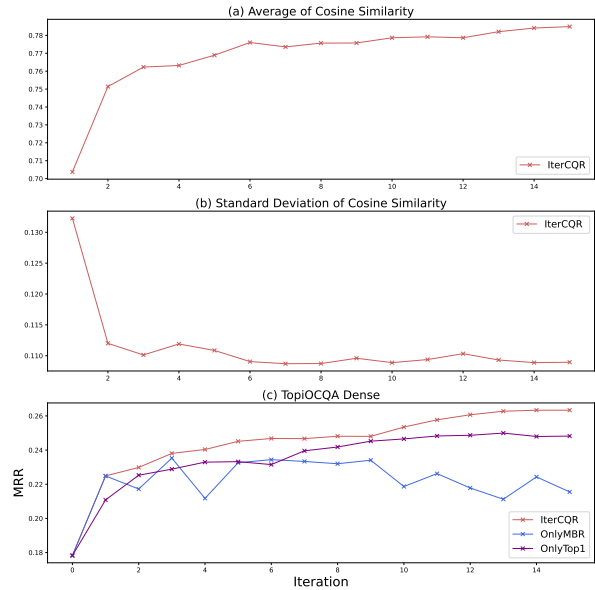 (a) Average of Cosine Similarity
0.78
0.77
0.76
0.75
0.74
0.73
0.72
0.71
0.70
IterCQR
2 4 6 8 10 12 14
(b) Standard Deviation of Cosine Similarity
IterCQR
0.130
0.125
0.120
0.115
0.110
2 4 6 8 10 12 14
(c) TopiOCQA Dense
0.26
0.24
0.22
0.20
0.18
MRR
IterCQR
OnlyMBR
OnlyTop1
0 2 4 6 8 10 12 14
Iteration